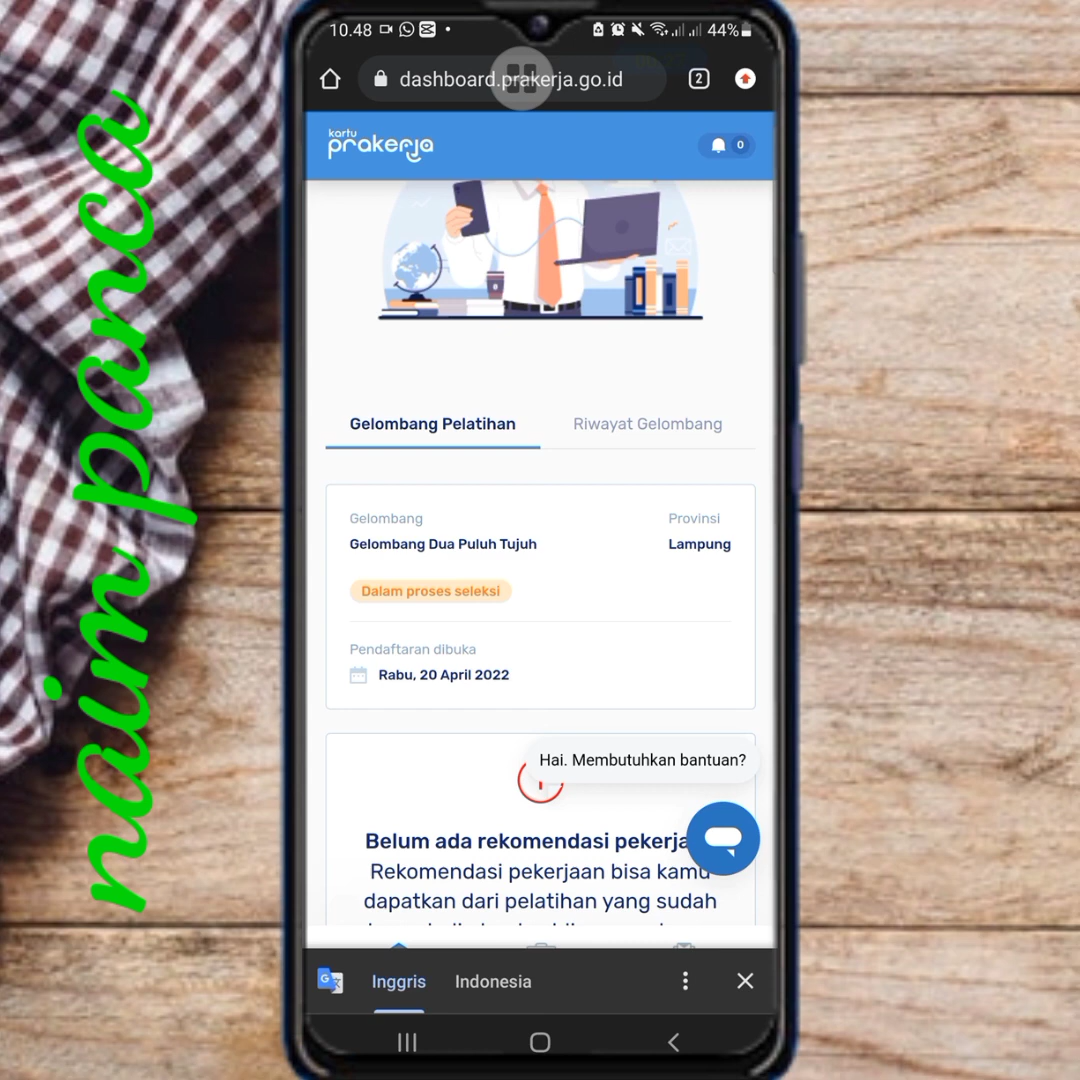 naim panca
10.48
44%
dashboard.prakerja.go.id
2
kartu
prakerja
0
Gelombang Pelatihan
Riwayat Gelombang
Gelombang
Provinsi
Gelombang Dua Puluh Tujuh
Lampung
Dalam proses seleksi
Pendaftaran dibuka
Rabu, 20 April 2022
Hai. Membutuhkan bantuan?
Belum ada rekomendasi
Rekomendasi pekerjaan bisa kamu
dapatkan dari pelatihan yang sudah
Inggris
Indonesia